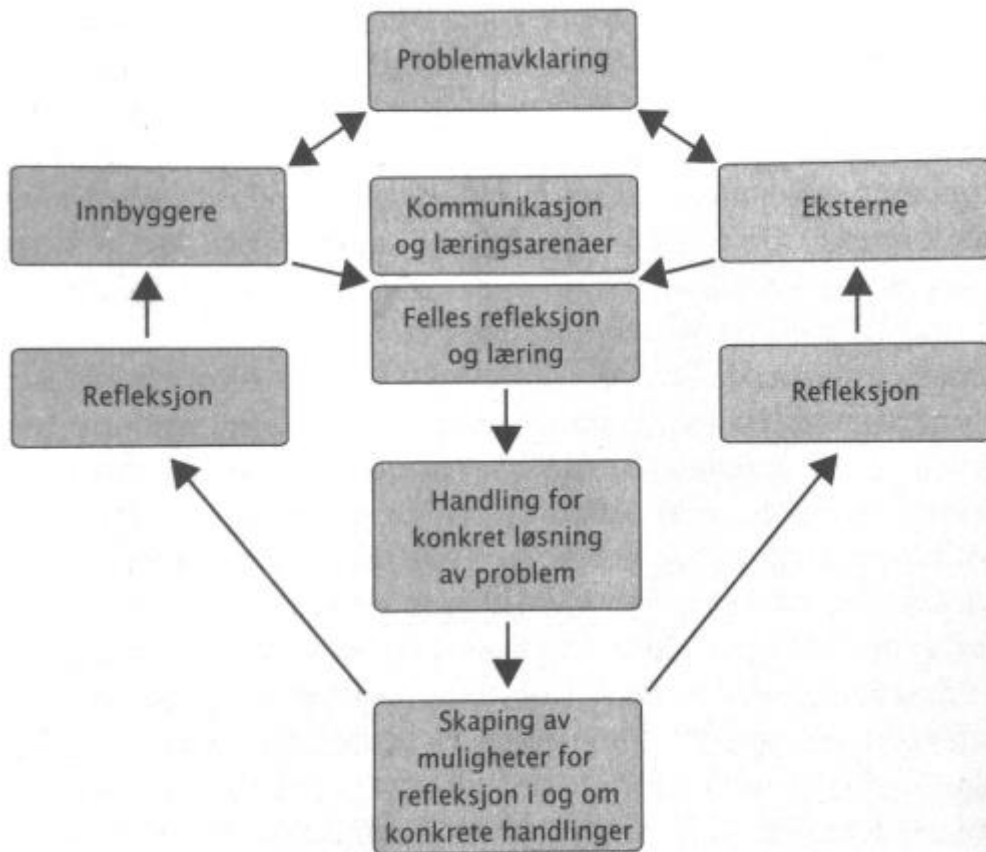 Problemavklaring
Innbyggere
Kommunikasjon
og læringsarenaer
Eksterne
Felles refleksjon
og læring
Refleksjon
Refleksjon
Handling for
konkret løsning
av problem
Skaping av
muligheter for
refleksjon i og om
konkrete handlinger